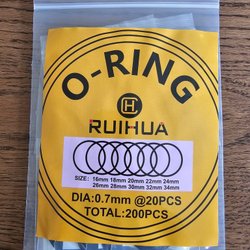 O-RING
H
RUIHUA
SIZE: 16mm 18mm 20mm 22mm 24mm
26mm 28mm 30mm 32mm 34mm
DIA:0.7mm @20PCS
TOTAL:200PCS